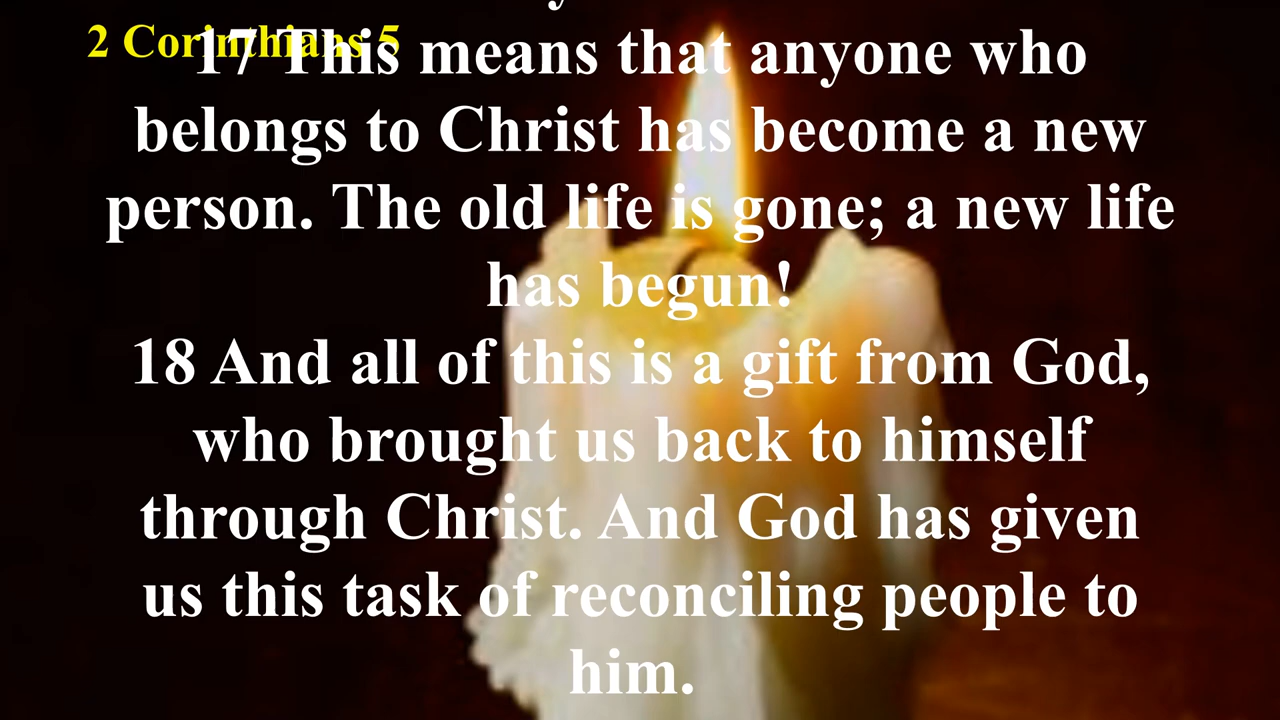 2 Corinthians 5
17 This means that anyone who
belongs to Christ has become a new
person. The old life is gone; a new life
has begun!
18 And all of this is a gift from God,
who brought us back to himself
through Christ. And God has given
us this task of reconciling people to
him.